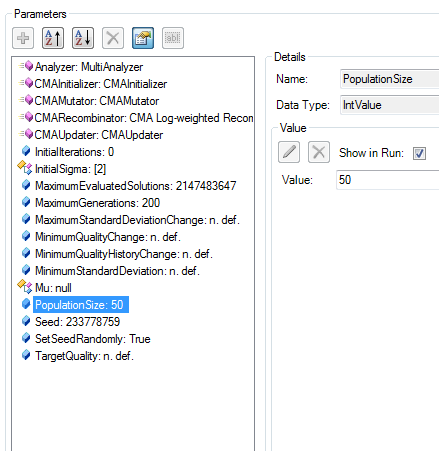 Parameters
Analyzer: MultiAnalyzer
CMAInitializer: CMAInitializer
CMAMutator: CMAMutator
CMARecombinator: CMA Log-weighted Recon
CMAUpdater: CMAUpdater
InitialIterations: 0
InitialSigma: [2]
MaximumEvaluatedSolutions: 2147483647
MaximumGenerations: 200
MaximumStandardDeviationChange: n. def.
MinimumQualityChange: n. def.
MinimumQualityHistoryChange: n. def.
MinimumStandardDeviation: n. def.
Mu: null
PopulationSize: 50
Seed: 233778759
SetSeedRandomly: True
TargetQuality: n. def.
Details
Name: PopulationSize
Data Type: IntValue
Value
Show in Run:
Value: 50